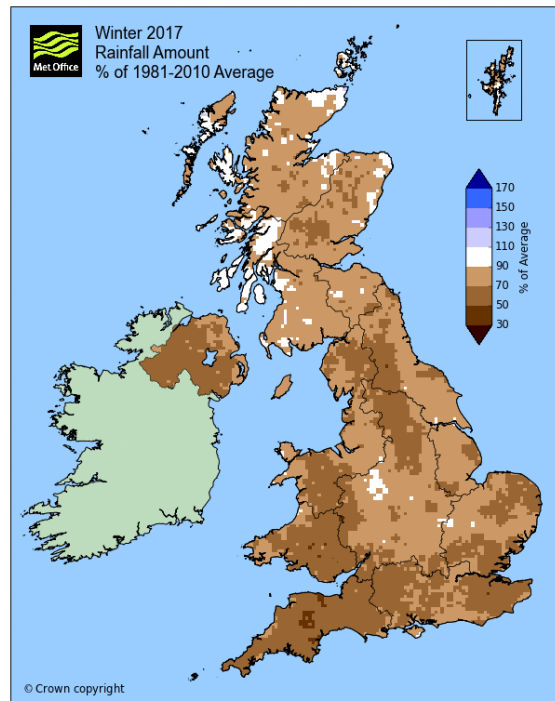 Winter 2017
Rainfall Amount
% of 1981-2010 Average
Met Office
170
150
130
110
90
70
50
30
% of Average
© Crown copyright